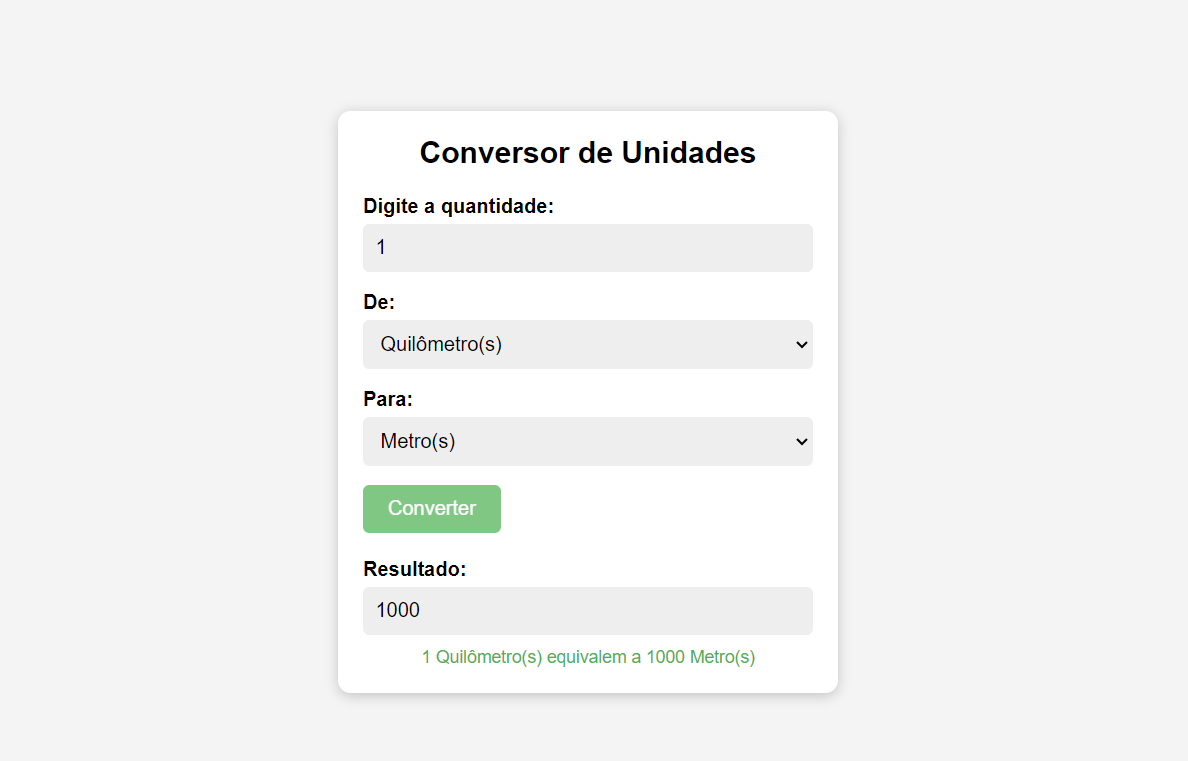 Conversor de Unidades
Digite a quantidade:
1
De:
Quilômetro(s)
Para:
Metro(s)
Converter
Resultado:
1000
1 Quilômetro(s) equivalem a 1000 Metro(s)